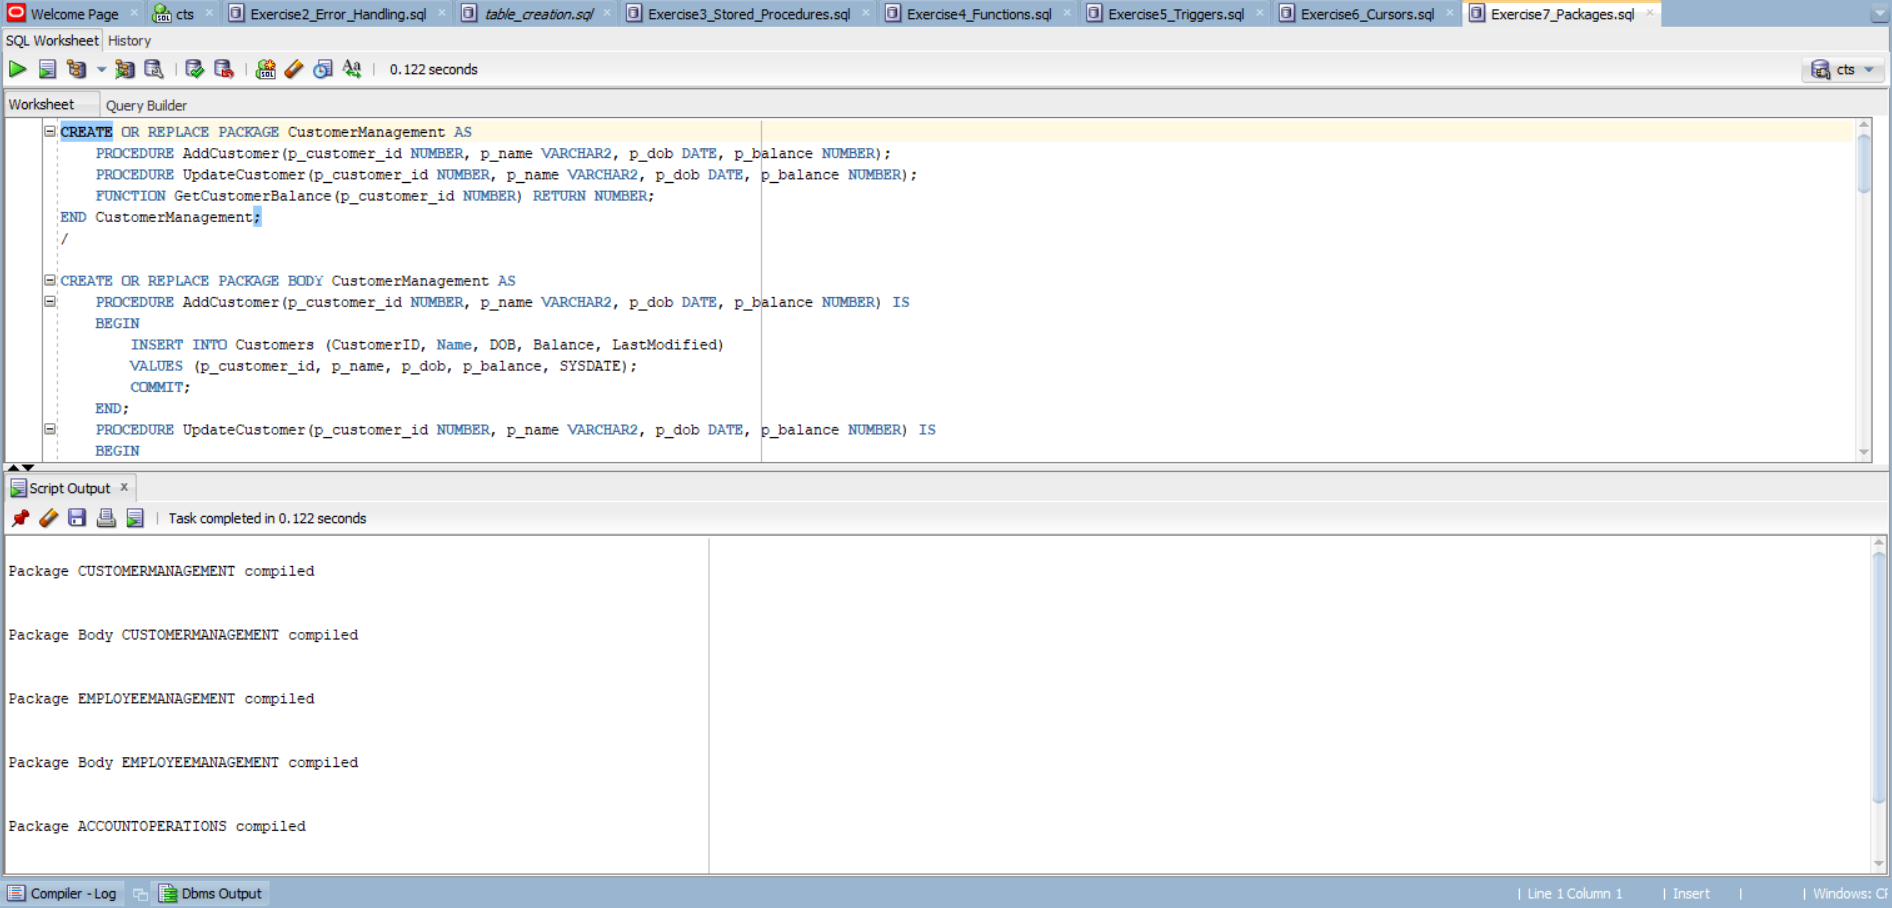 Welcome Page cts Exercise2_Error_Handling.sql table_creation.sql Exercise3_Stored_Procedures.sql Exercise4_Functions.sql Exercise5_Triggers.sql Exercise6_Cursors.sql Exercise7_Packages.sql
SQL Worksheet History
0.122 seconds cts
Worksheet Query Builder
CREATE OR REPLACE PACKAGE CustomerManagement AS
PROCEDURE AddCustomer(p_customer_id NUMBER, p_name VARCHAR2, p_dob DATE, p_balance NUMBER);
PROCEDURE UpdateCustomer(p_customer_id NUMBER, p_name VARCHAR2, p_dob DATE, p_balance NUMBER);
FUNCTION GetCustomerBalance(p_customer_id NUMBER) RETURN NUMBER;
END CustomerManagement;
/
CREATE OR REPLACE PACKAGE BODY CustomerManagement AS
PROCEDURE AddCustomer(p_customer_id NUMBER, p_name VARCHAR2, p_dob DATE, p_balance NUMBER) IS
BEGIN
INSERT INTO Customers (CustomerID, Name, DOB, Balance, LastModified)
VALUES (p_customer_id, p_name, p_dob, p_balance, SYSDATE);
COMMIT;
END;
PROCEDURE UpdateCustomer(p_customer_id NUMBER, p_name VARCHAR2, p_dob DATE, p_balance NUMBER) IS
BEGIN
Script Output x
Task completed in 0.122 seconds
Package CUSTOMERMANAGEMENT compiled
Package Body CUSTOMERMANAGEMENT compiled
Package EMPLOYEEMANAGEMENT compiled
Package Body EMPLOYEEMANAGEMENT compiled
Package ACCOUNTOPERATIONS compiled
Compiler - Log Dbms Output | Line 1 Column 1 | Insert | | Windows: